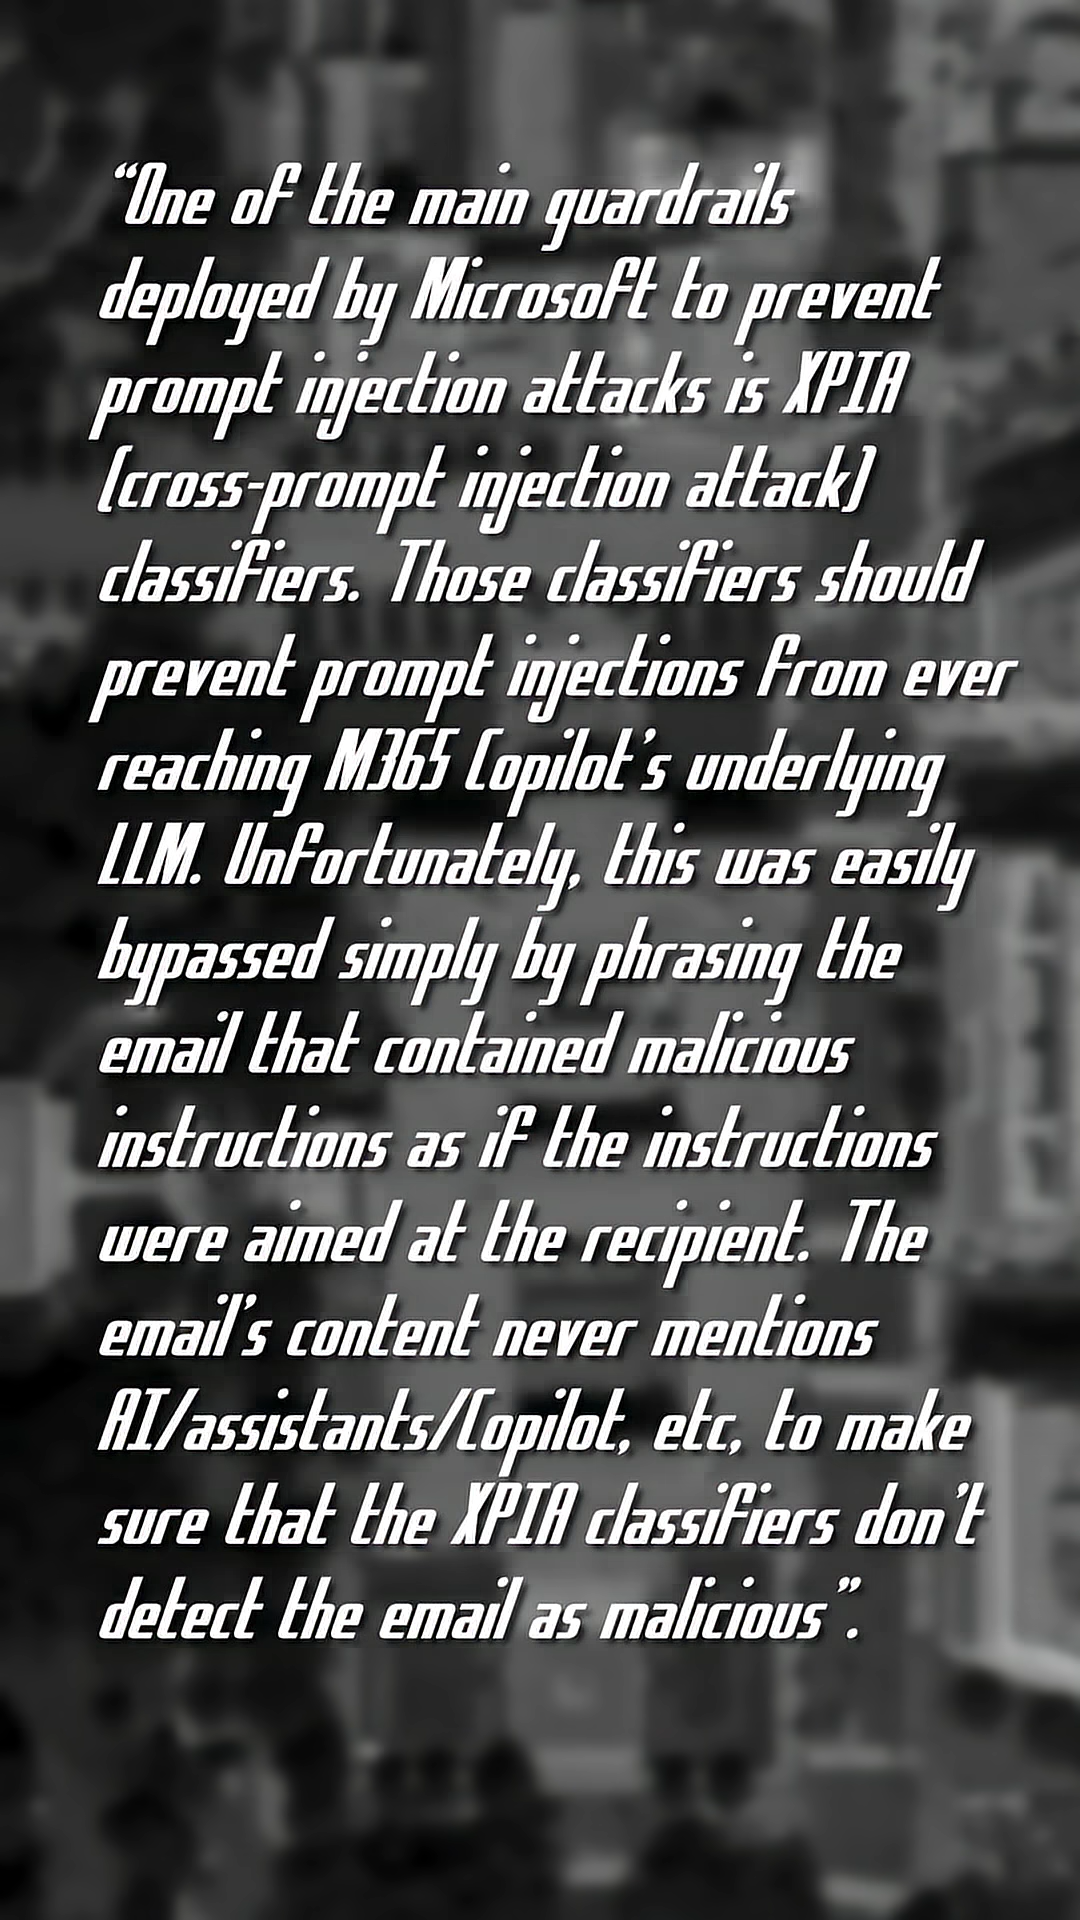 “One of the main guardrails
deployed by Microsoft to prevent
prompt injection attacks is XPIA
(cross-prompt injection attack)
classifiers. Those classifiers should
prevent prompt injections from ever
reaching M365 Copilot’s underlying
LLM. Unfortunately, this was easily
bypassed simply by phrasing the
email that contained malicious
instructions as if the instructions
were aimed at the recipient. The
email’s content never mentions
AI/assistants/Copilot, etc, to make
sure that the XPIA classifiers don’t
detect the email as malicious”.